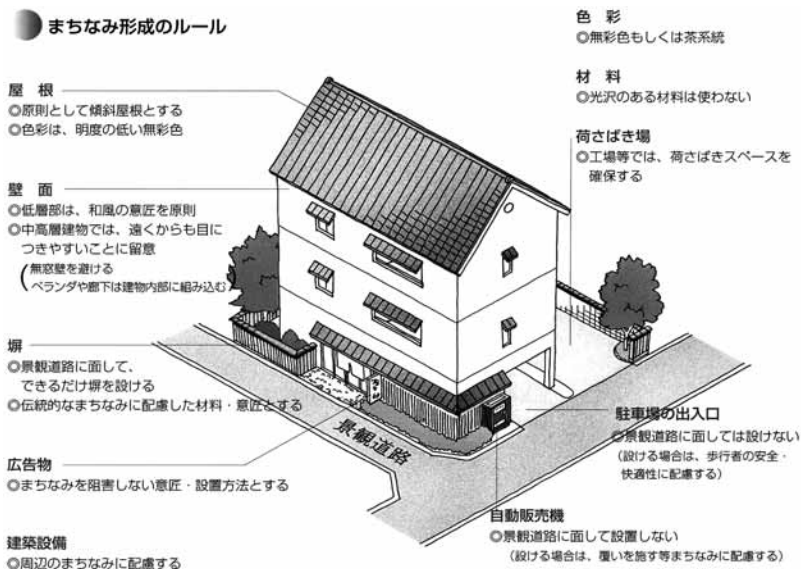 まちなみ形成のルール
屋 根
◎原則として傾斜屋根とする
◎色彩は、明度の低い無彩色
壁 面
◎低層部は、和風の意匠を原則
◎中高層建物では、遠くからも目に
つきやすいことに留意
(無窓壁を避ける
ベランダや廊下は建物内部に組み込む)
塀
◎景観道路に面して、
できるだけ塀を設ける
◎伝統的なまちなみに配慮した材料・意匠とする
広告物
◎まちなみを阻害しない意匠・設置方法とする
建築設備
◎周辺のまちなみに配慮する
景観道路
色 彩
◎無彩色もしくは茶系統
材 料
◎光沢のある材料は使わない
荷さばき場
◎工場等では、荷さばきスペースを
確保する
駐車場の出入口
◎景観道路に面しては設けない
(設ける場合は、歩行者の安全・
快適性に配慮する)
自動販売機
◎景観道路に面して設置しない
(設ける場合は、覆いを施す等まちなみに配慮する)